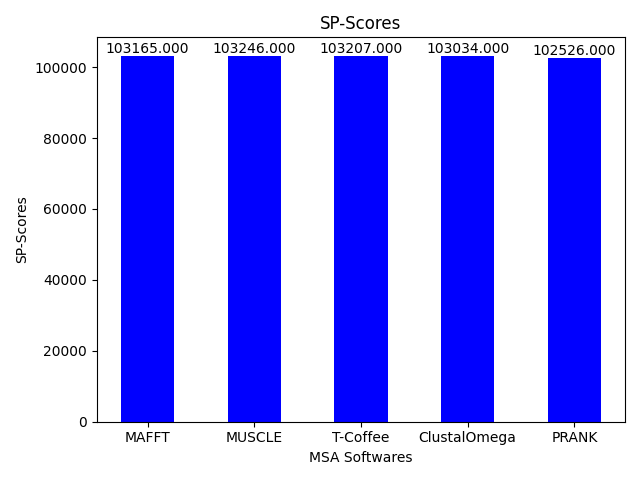 SP-Scores
103165.000 103246.000 103207.000 103034.000 102526.000
100000
80000
60000
40000
20000
0
SP-Scores
MAFFT MUSCLE T-Coffee ClustalOmega PRANK
MSA Softwares